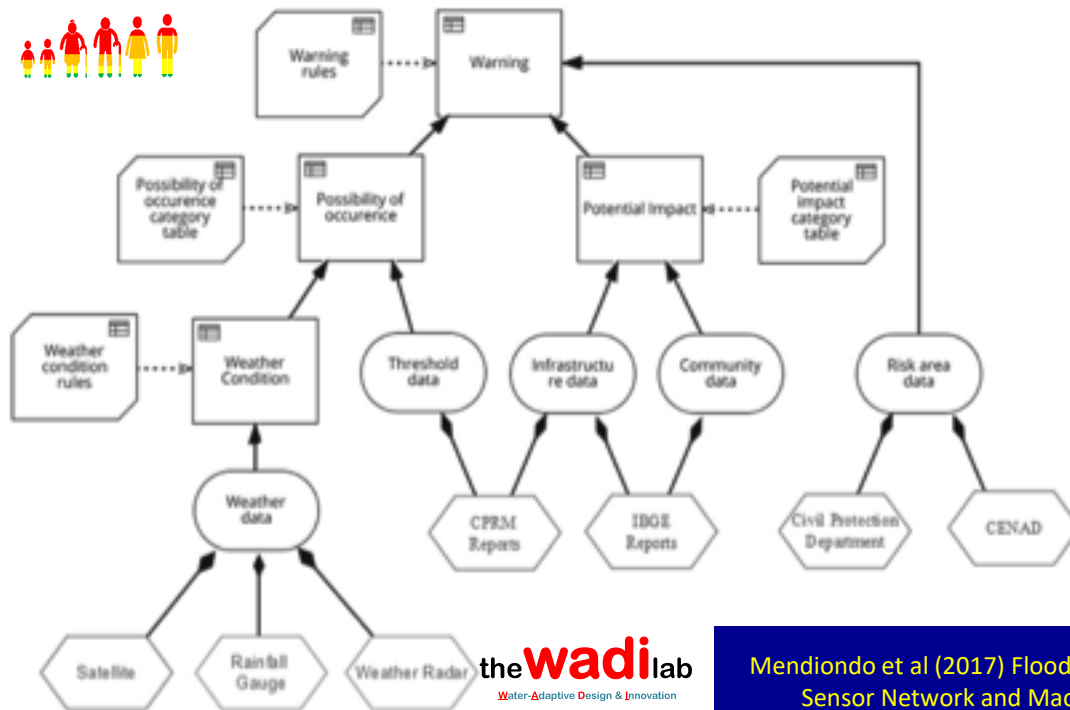 Warning
rules
Warning
Possibility of
occurence
category
table
Possibility of
occurence
Potential Impact
Potential
impact
category
table
Weather
condition
rules
Weather
Condition
Threshold
data
Infrastructu
re data
Community
data
Risk area
data
Weather
data
CPRM
Reports
IBGE
Reports
Civil Protection
Department
CENAD
Satellite
Rainfall
Gauge
Weather Radar
the wadi lab
Water-Adaptive Design & Innovation
Mendiondo et al (2017) Flood
Sensor Network and Mac